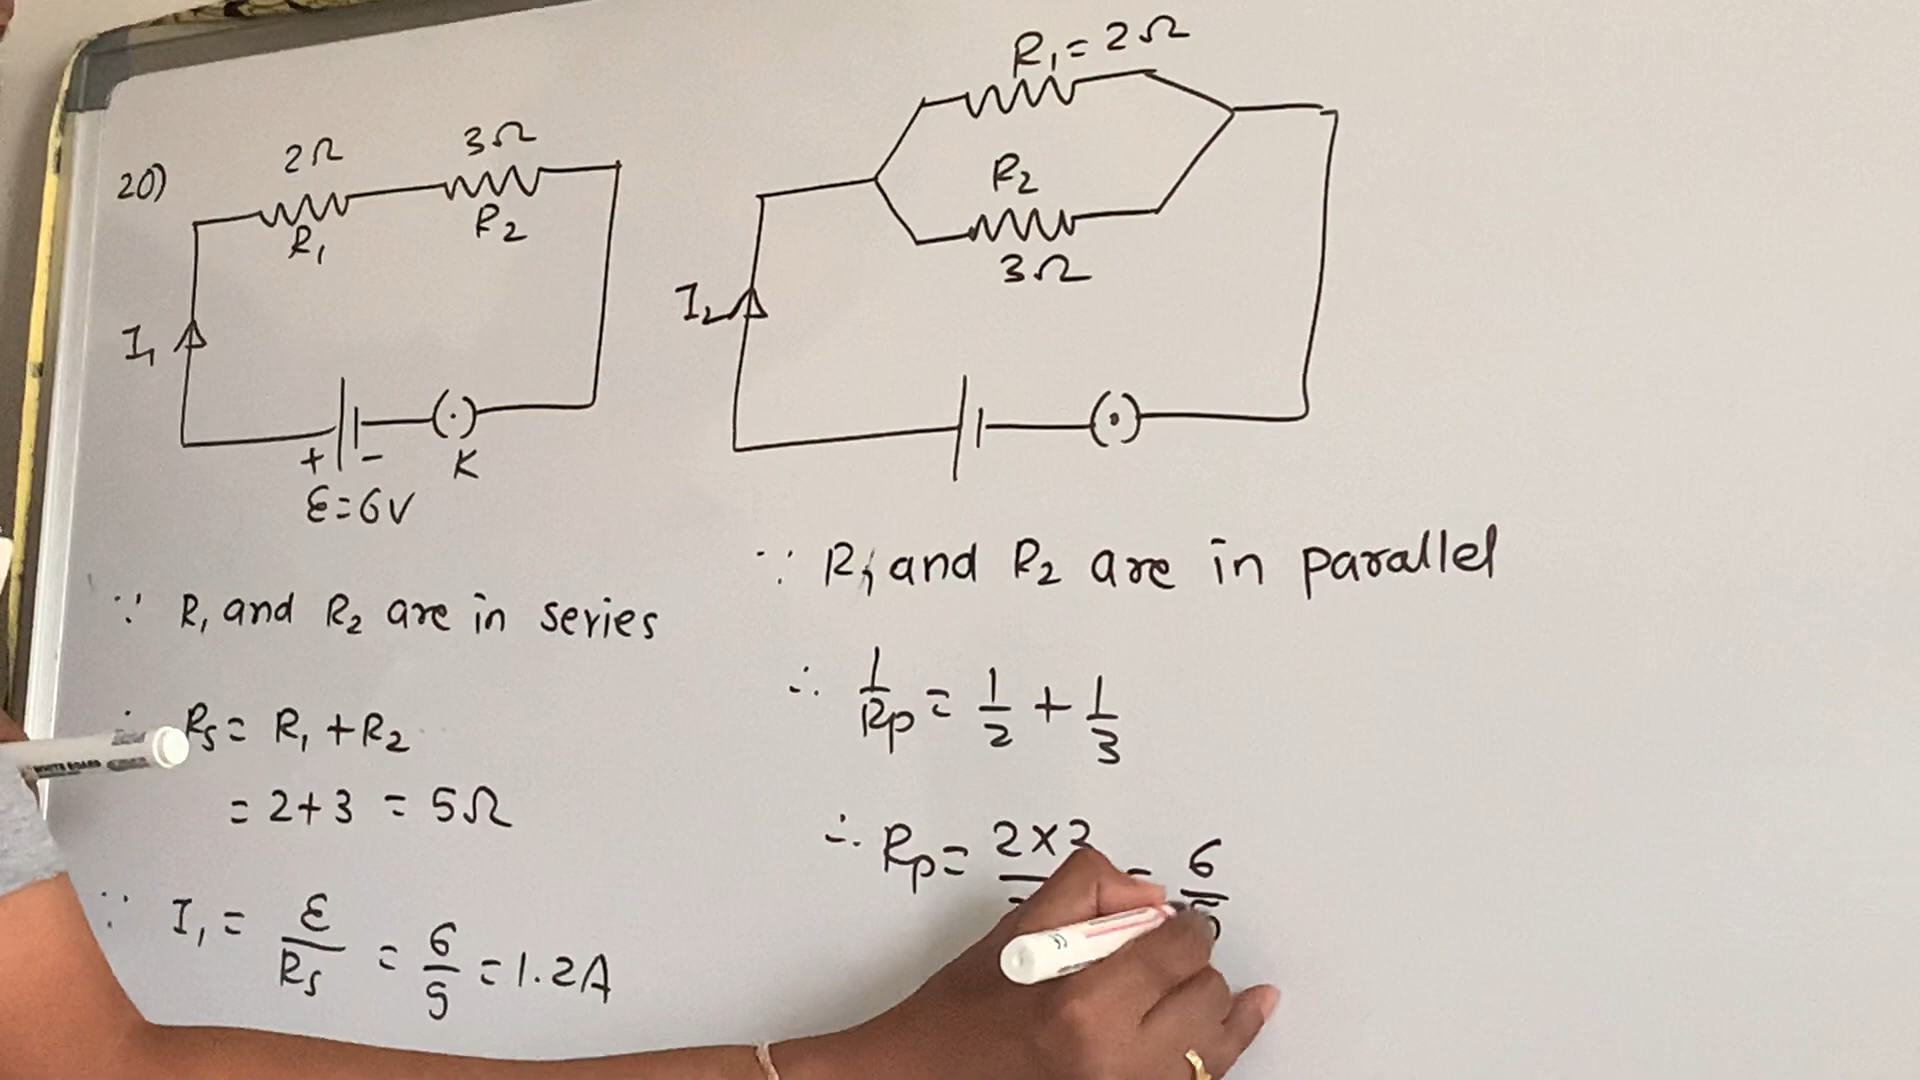 20)
2Ω
3Ω
R₁
R₂
I₁
+
-
K
ε=6V
∵ R₁ and R₂ are in series
Rs = R₁ + R₂
= 2+3 = 5Ω
∵ I₁ = ε/Rs = 6/5 = 1.2A
R₁ = 2Ω
R₂
3Ω
I₂
∵ R₁ and R₂ are in parallel
∴ 1/Rp = 1/2 + 1/3
∴ Rp = 2×3 = 6
WHITE BOARD